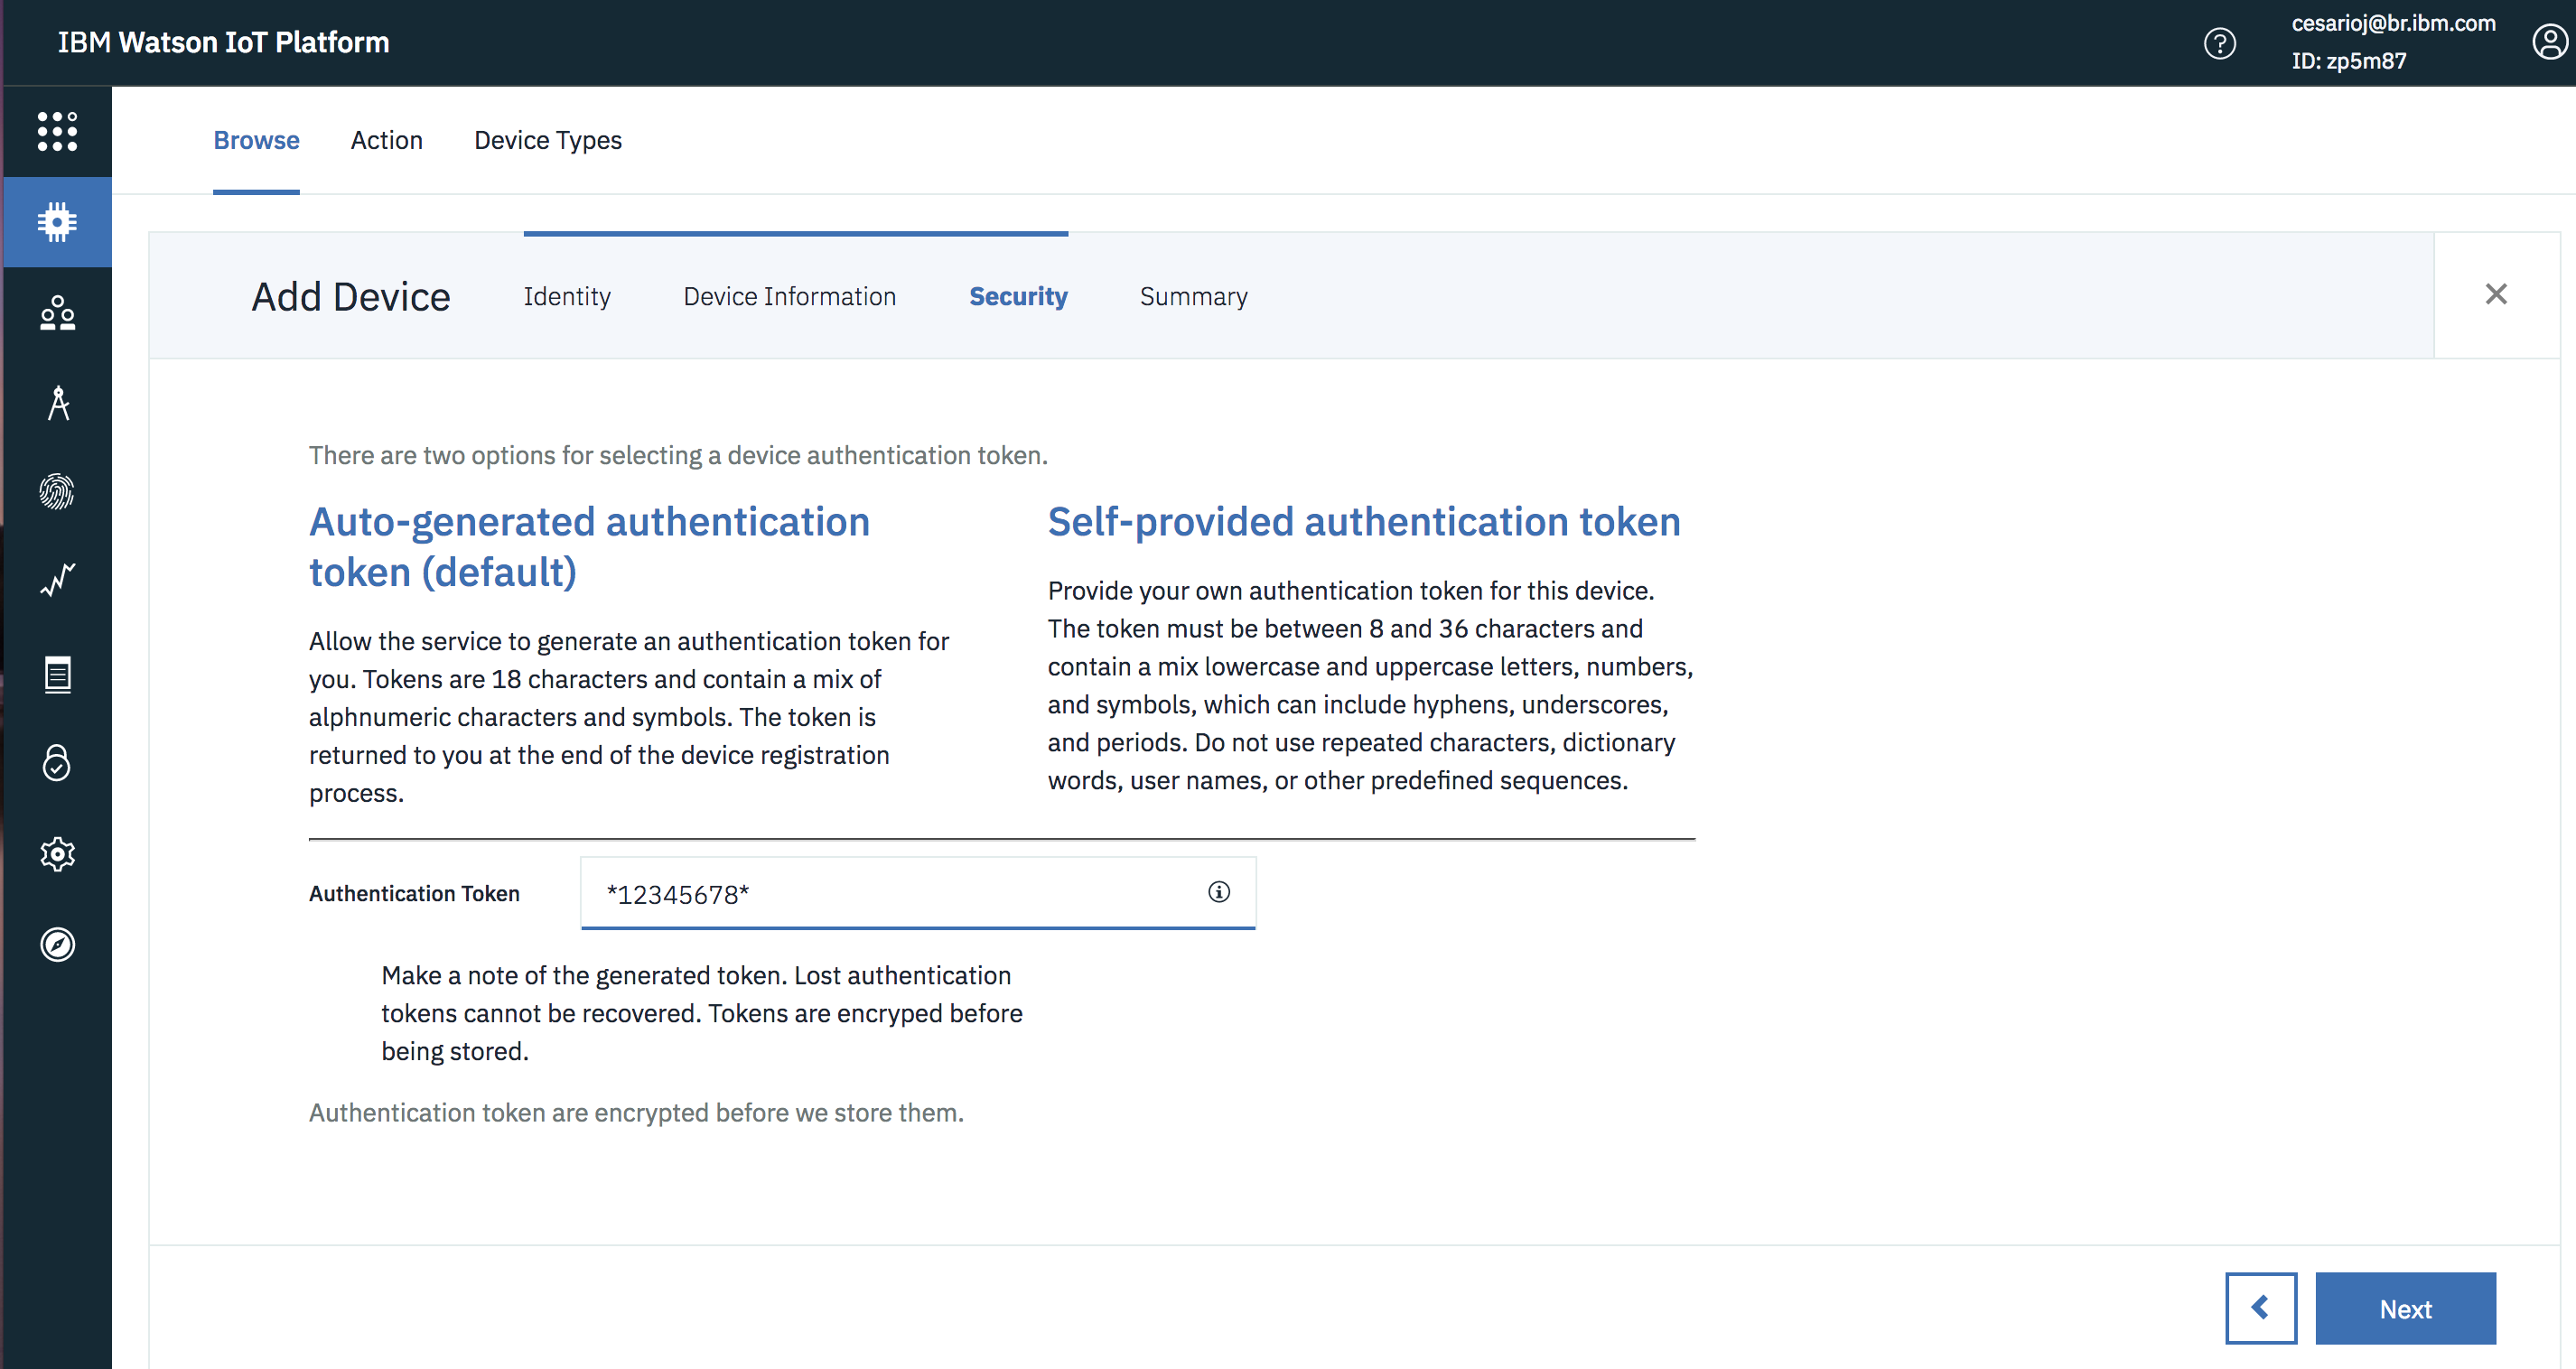 IBM Watson IoT Platform
cesarioj@br.ibm.com
ID: zp5m87
Browse
Action
Device Types
Add Device
Identity
Device Information
Security
Summary
There are two options for selecting a device authentication token.
Auto-generated authentication
token (default)
Allow the service to generate an authentication token for
you. Tokens are 18 characters and contain a mix of
alphnumeric characters and symbols. The token is
returned to you at the end of the device registration
process.
Self-provided authentication token
Provide your own authentication token for this device.
The token must be between 8 and 36 characters and
contain a mix lowercase and uppercase letters, numbers,
and symbols, which can include hyphens, underscores,
and periods. Do not use repeated characters, dictionary
words, user names, or other predefined sequences.
Authentication Token
*12345678*
Make a note of the generated token. Lost authentication
tokens cannot be recovered. Tokens are encryped before
being stored.
Authentication token are encrypted before we store them.
Next